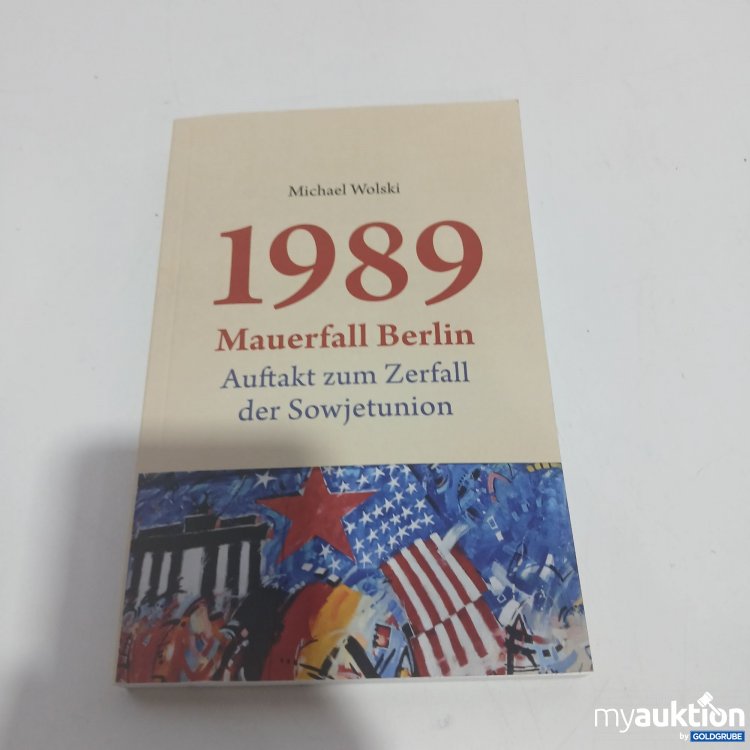 Michael Wolski
1989
Mauerfall Berlin
Auftakt zum Zerfall
der Sowjetunion
myauktion
by GOLDGRUBE